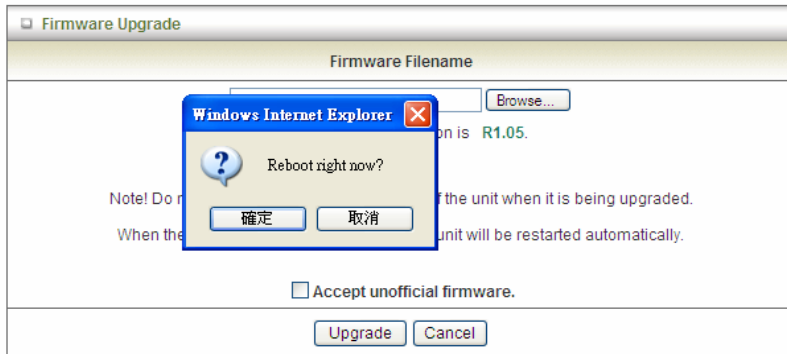 Firmware Upgrade
Firmware Filename
Browse...
Windows Internet Explorer
on is R1.05.
Reboot right now?
Note! Do f the unit when it is being upgraded.
確定 取消
When the unit will be restarted automatically.
Accept unofficial firmware.
Upgrade Cancel